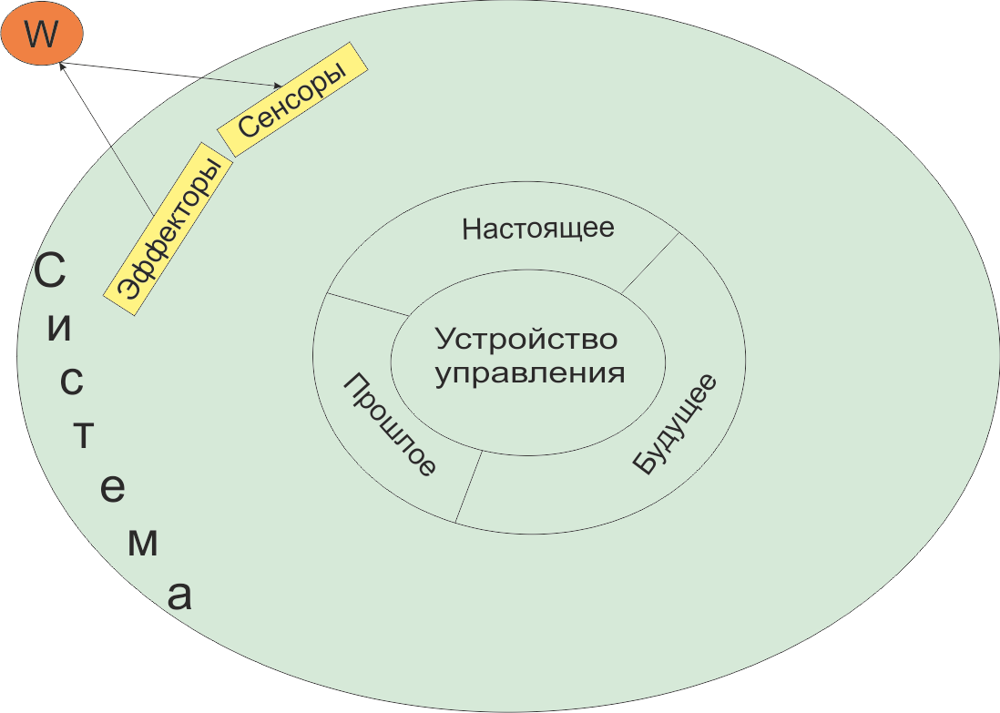 W
Сенсоры
Эффекторы
Система
Настоящее
Устройство
управления
Прошлое
Будущее